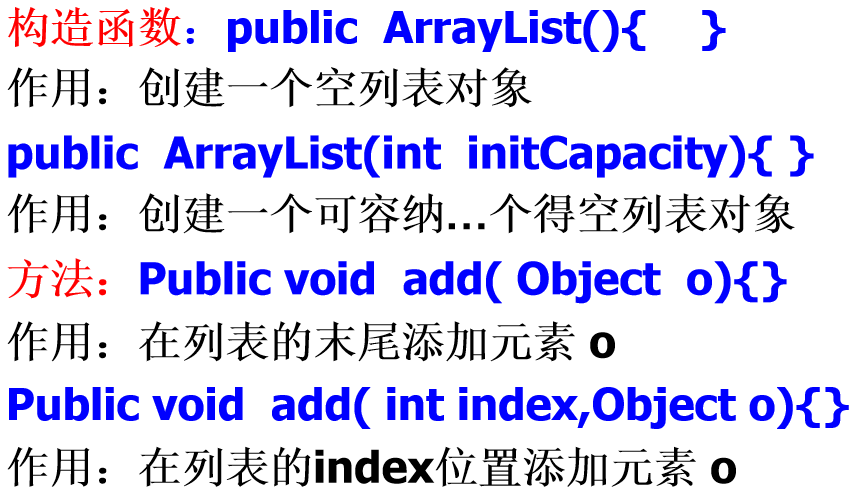 构造函数：public  ArrayList(){    }
作用：创建一个空列表对象
public  ArrayList(int  initCapacity){ }
作用：创建一个可容纳…个得空列表对象
方法：Public void  add( Object  o){}
作用：在列表的末尾添加元素 o
Public void  add( int index,Object o){}
作用：在列表的index位置添加元素 o